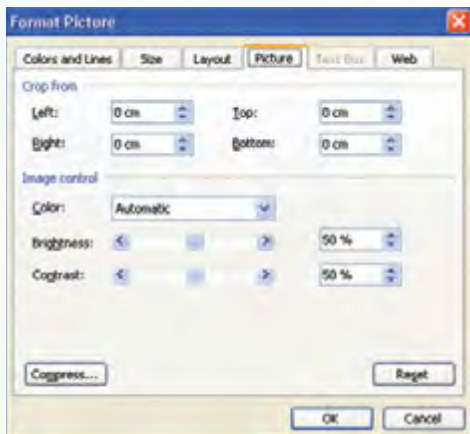 Format Picture
Colors and Lines Size Layout Picture Text Box Web
Crop from
Left: 0 cm Top: 0 cm
Right: 0 cm Bottom: 0 cm
Image control
Color: Automatic
Brightness: 50 %
Contrast: 50 %
Compress... Reset
OK Cancel